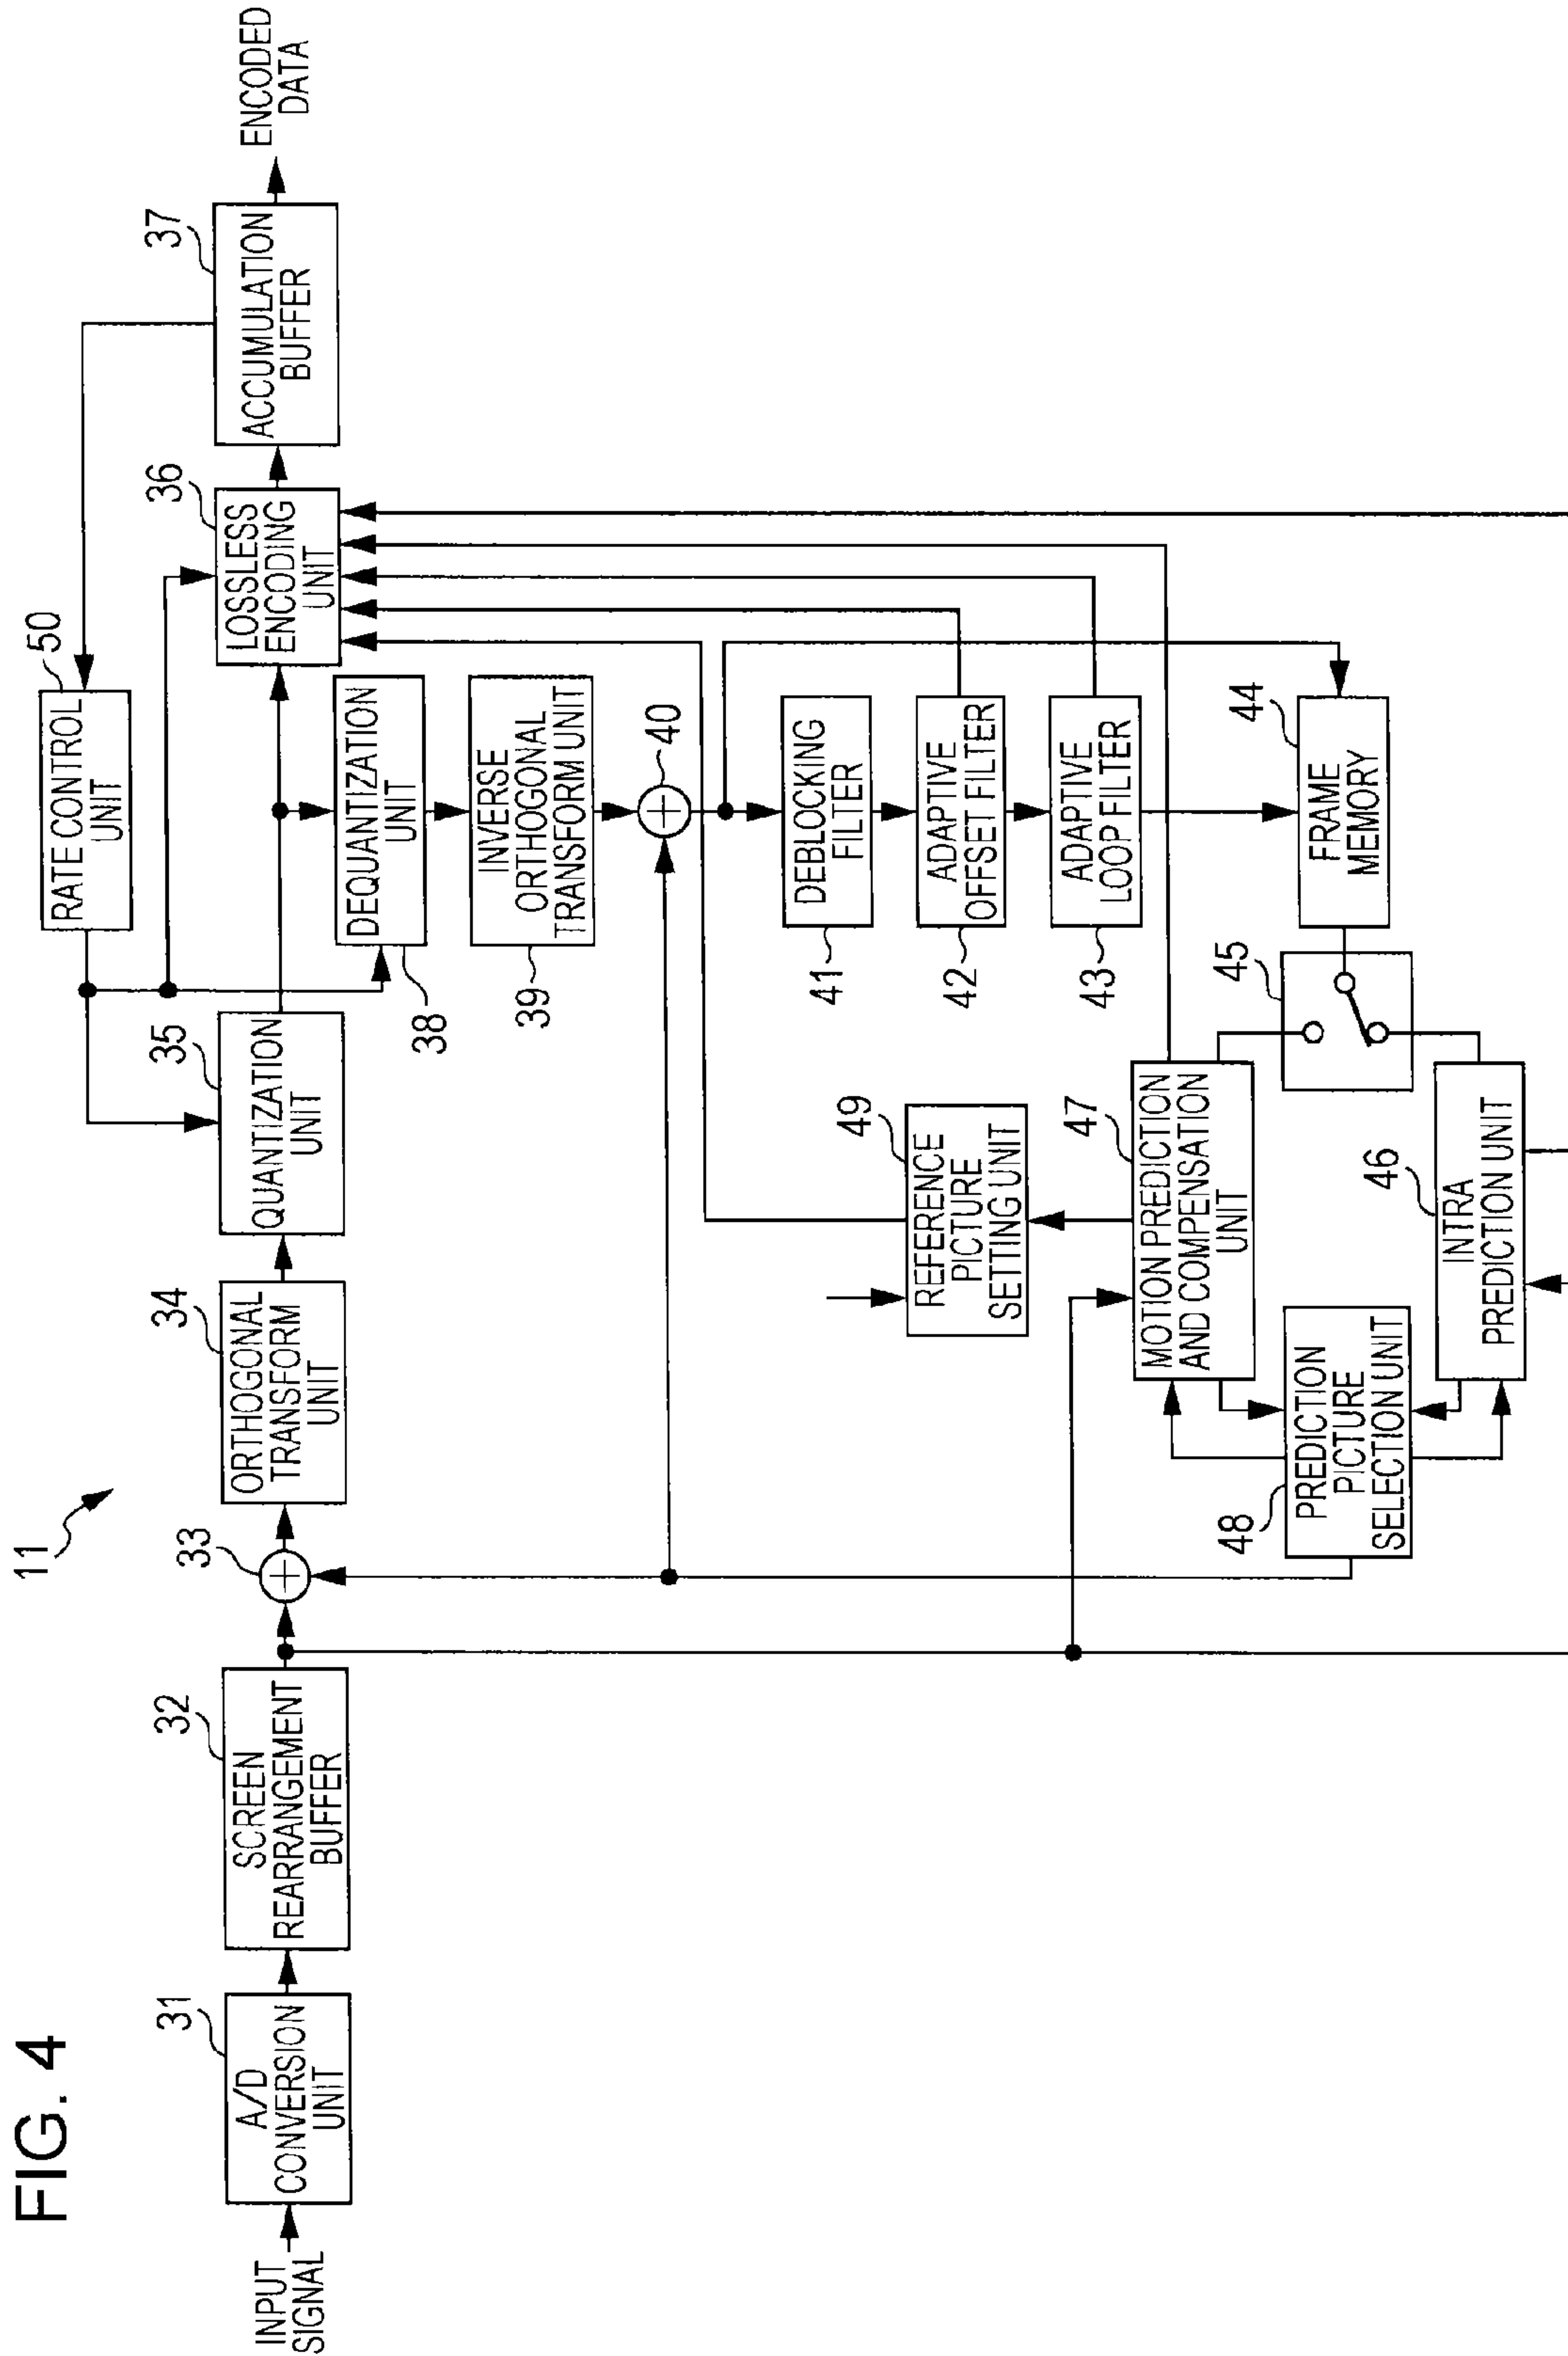 FIG. 4
11
INPUT
SIGNAL
31
A/D
CONVERSION
UNIT
32
SCREEN
REARRANGEMENT
BUFFER
33
34
ORTHOGONAL
TRANSFORM
UNIT
35
QUANTIZATION
UNIT
50
RATE CONTROL
UNIT
36
LOSSLESS
ENCODING
UNIT
37
ACCUMULATION
BUFFER
ENCODED
DATA
38
DEQUANTIZATION
UNIT
39
INVERSE
ORTHOGONAL
TRANSFORM UNIT
40
41
DEBLOCKING
FILTER
42
ADAPTIVE
OFFSET FILTER
43
ADAPTIVE
LOOP FILTER
49
REFERENCE
PICTURE
SETTING UNIT
47
MOTION PREDICTION
AND COMPENSATION
UNIT
45
44
FRAME
MEMORY
48
PREDICTION
PICTURE
SELECTION UNIT
46
INTRA
PREDICTION UNIT